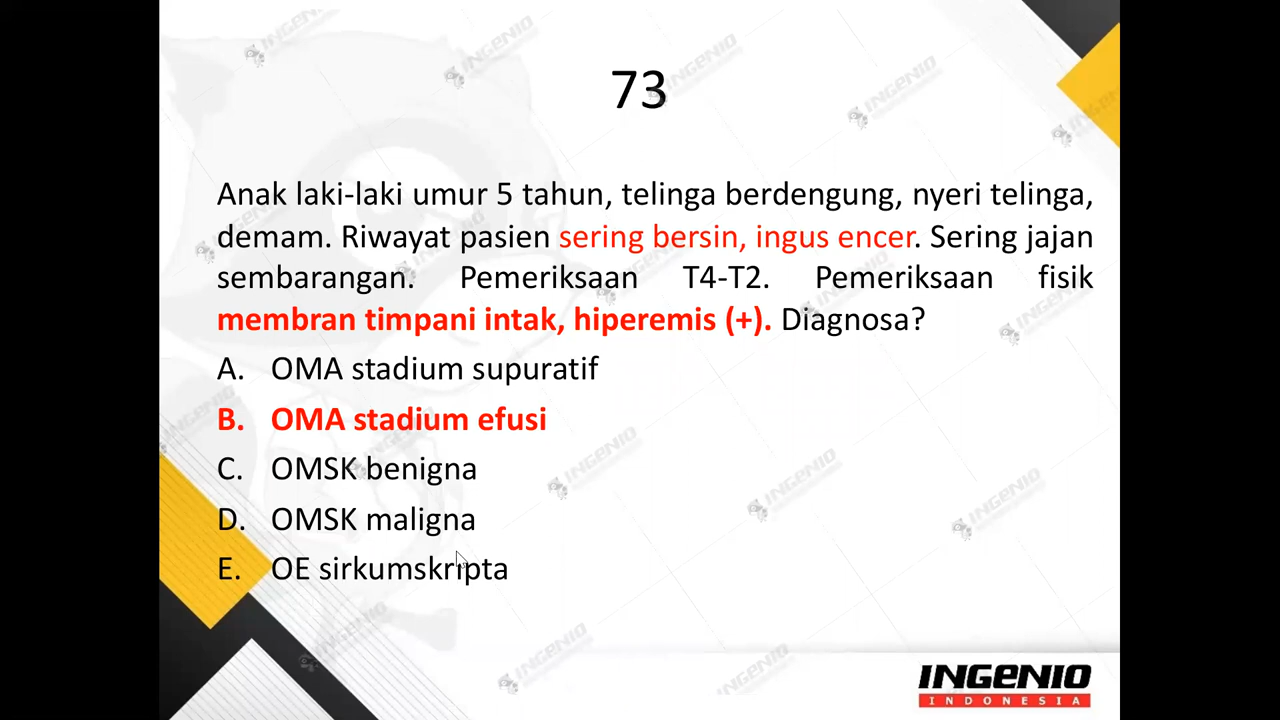 73
Anak laki-laki umur 5 tahun, telinga berdengung, nyeri telinga,
demam. Riwayat pasien sering bersin, ingus encer. Sering jajan
sembarangan. Pemeriksaan T4-T2. Pemeriksaan fisik
membran timpani intak, hiperemis (+). Diagnosa?
A. OMA stadium supuratif
B. OMA stadium efusi
C. OMSK benigna
D. OMSK maligna
E. OE sirkumskripta
INGENIO
INDONESIA